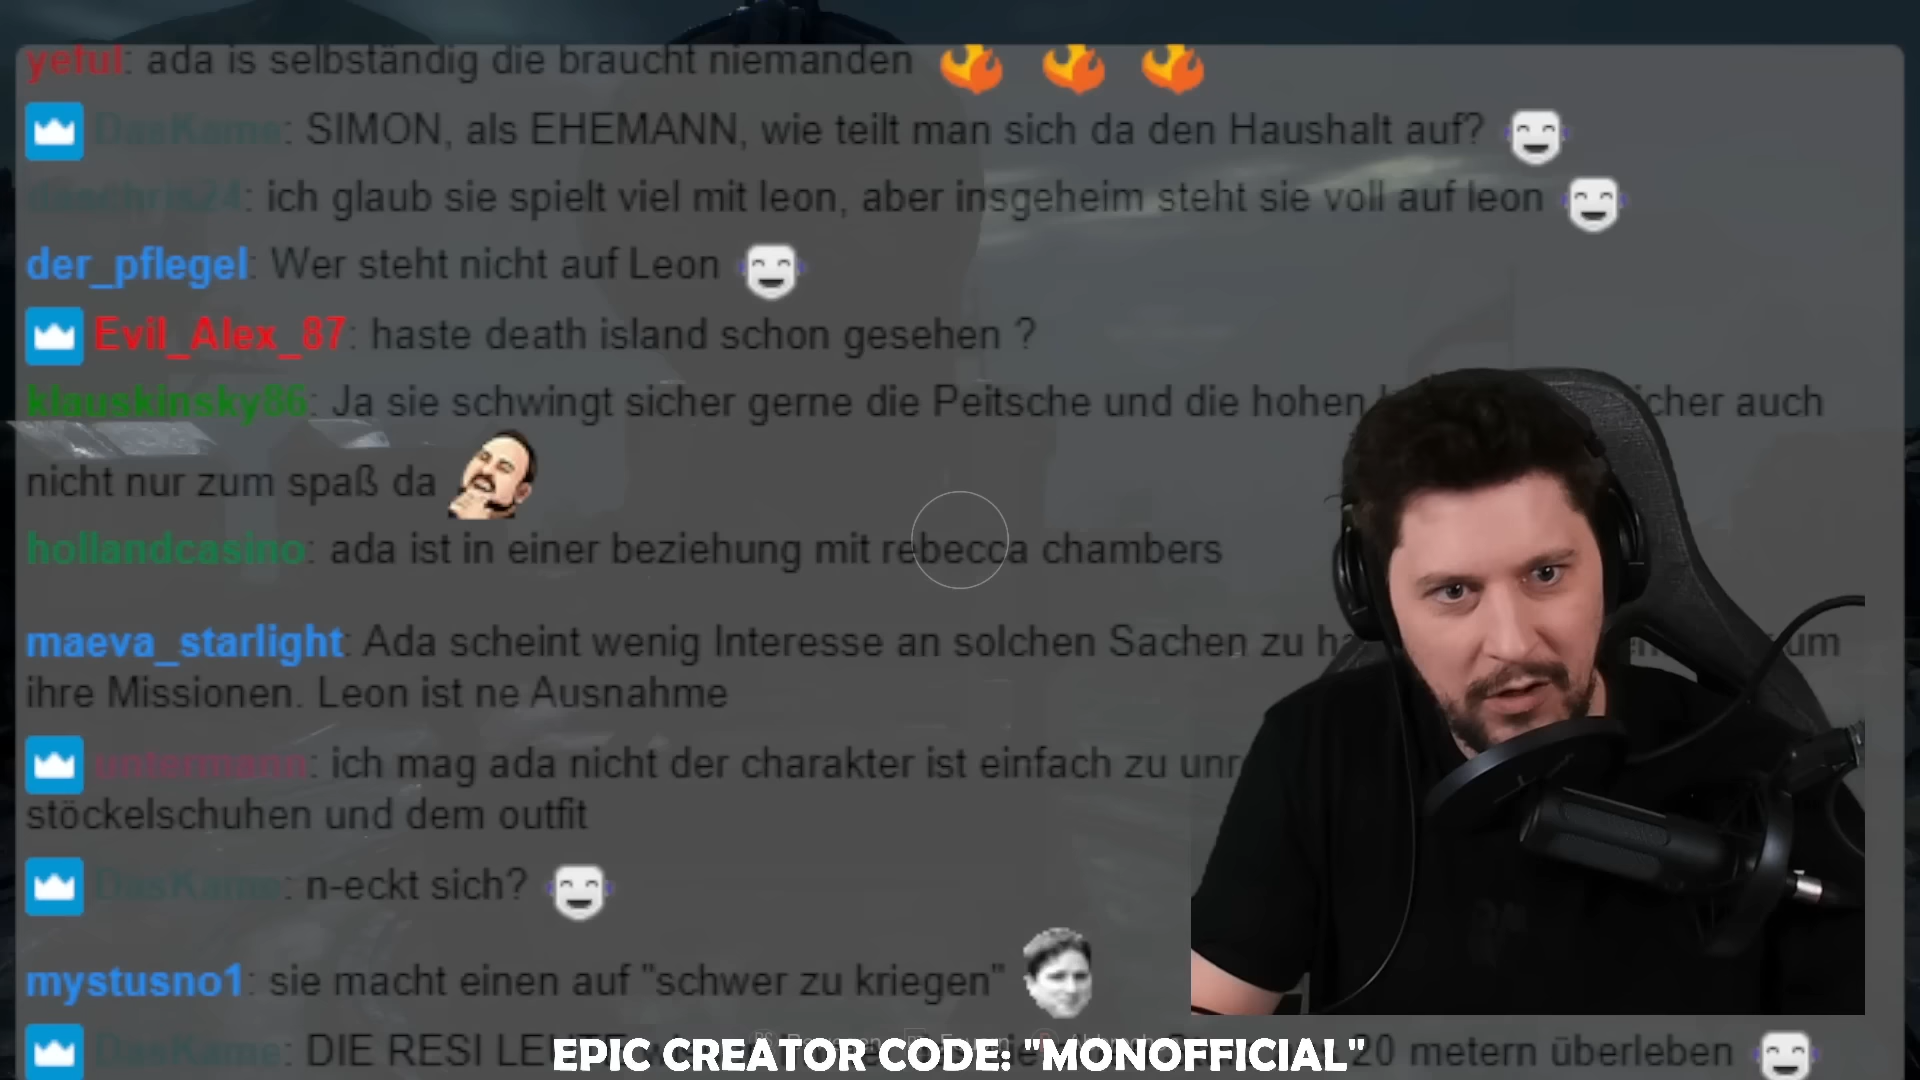 yeful: ada is selbständig die braucht niemanden
DasKame: SIMON, als EHEMANN, wie teilt man sich da den Haushalt auf?
daschris24: ich glaub sie spielt viel mit leon, aber insgeheim steht sie voll auf leon
der_pflegel: Wer steht nicht auf Leon
Evil_Alex_87: haste death island schon gesehen ?
klauskinsky86: Ja sie schwingt sicher gerne die Peitsche und die hohen auch
nicht nur zum spaß da
hollandcasino: ada ist in einer beziehung mit rebecca chambers
maeva_starlight: Ada scheint wenig Interesse an solchen Sachen zu um
ihre Missionen. Leon ist ne Ausnahme
untermann: ich mag ada nicht der charakter ist einfach zu
stöckelschuhen und dem outfit
DasKame: n-eckt sich?
mystusno1: sie macht einen auf "schwer zu kriegen"
DasKame: DIE RESI 20 metern überleben
EPIC CREATOR CODE: "MONOFFICIAL"